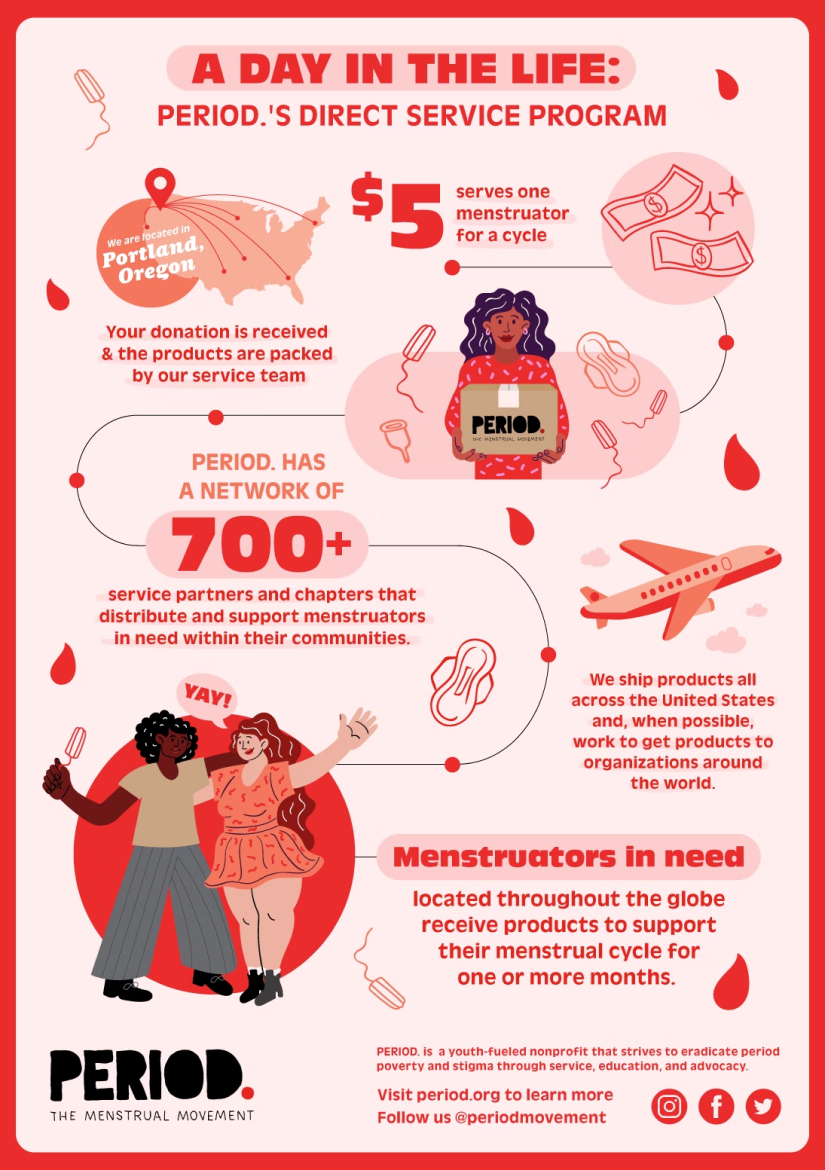 A DAY IN THE LIFE:
PERIOD.'S DIRECT SERVICE PROGRAM
We are located in
Portland,
Oregon
$5
serves one
menstruator
for a cycle
$
$
Your donation is received
& the products are packed
by our service team
PERIOD.
THE MENSTRUAL MOVEMENT
PERIOD. HAS
A NETWORK OF
700+
service partners and chapters that
distribute and support menstruators
in need within their communities.
We ship products all
across the United States
and, when possible,
work to get products to
organizations around
the world.
YAY!
Menstruators in need
located throughout the globe
receive products to support
their menstrual cycle for
one or more months.
PERIOD.
THE MENSTRUAL MOVEMENT
PERIOD. is a youth-fueled nonprofit that strives to eradicate period
poverty and stigma through service, education, and advocacy.
Visit period.org to learn more
Follow us @periodmovement